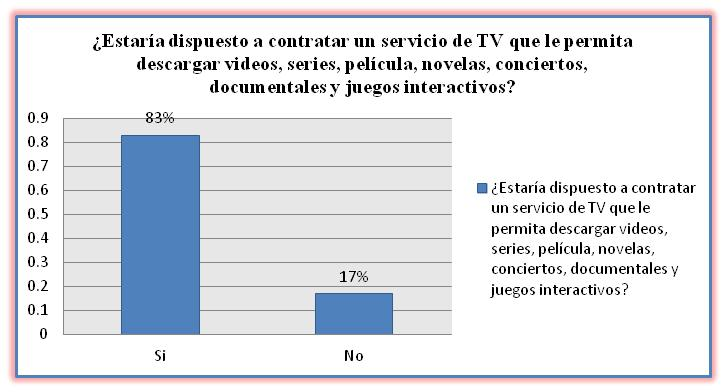 ¿Estaría dispuesto a contratar un servicio de TV que le permita
descargar videos, series, película, novelas, conciertos,
documentales y juegos interactivos?
0.9
0.8
0.7
0.6
0.5
0.4
0.3
0.2
0.1
0
83%
17%
Si
No
¿Estaría dispuesto a contratar
un servicio de TV que le
permita descargar videos,
series, película, novelas,
conciertos, documentales y
juegos interactivos?